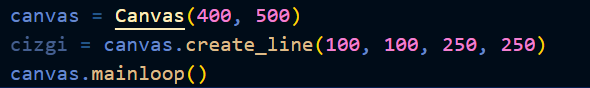 canvas = Canvas(400, 500)
cizgi = canvas.create_line(100, 100, 250, 250)
canvas.mainloop()